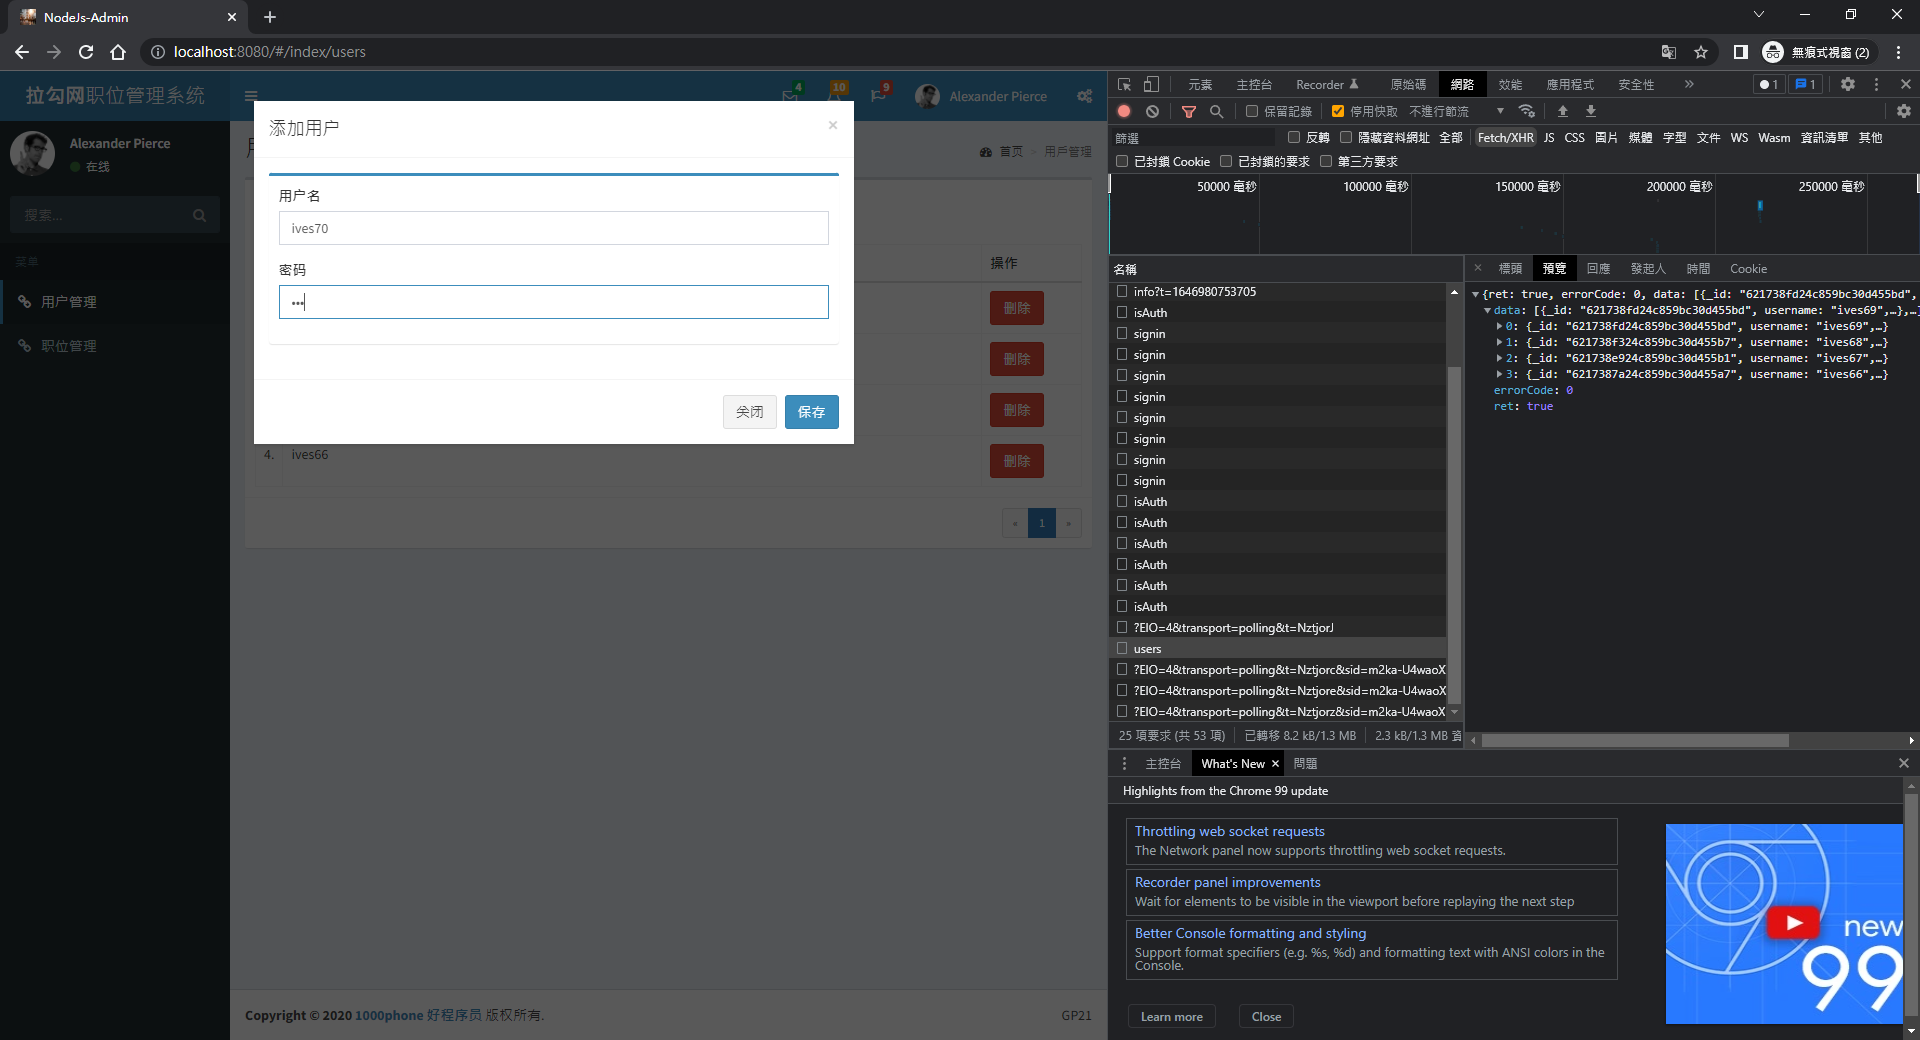 NodeJs-Admin
localhost:8080/#/index/users
無痕式視窗 (2)
拉勾网职位管理系统
4
10
9
Alexander Pierce
Alexander Pierce
在线
搜索...
菜单
用户管理
职位管理
首页
用戶管理
添加用户
×
用户名
ives70
密码
•••
关闭
保存
操作
删除
删除
删除
4. ives66 删除
« 1 »
Copyright © 2020 1000phone 好程序员 版权所有.
GP21
元素 主控台 Recorder 原始碼 網路 效能 應用程式 安全性 » 1 1
保留記錄 停用快取 不進行節流
篩選 反轉 隱藏資料網址 全部 Fetch/XHR JS CSS 圖片 媒體 字型 文件 WS Wasm 資訊清單 其他
已封鎖 Cookie 已封鎖的要求 第三方要求
50000 毫秒 100000 毫秒 150000 毫秒 200000 毫秒 250000 毫秒
名稱
info?t=1646980753705
isAuth
signin
signin
signin
signin
signin
signin
signin
signin
isAuth
isAuth
isAuth
isAuth
isAuth
isAuth
?EIO=4&transport=polling&t=NztjorJ
users
?EIO=4&transport=polling&t=Nztjorc&sid=m2ka-U4waoX
?EIO=4&transport=polling&t=Nztjore&sid=m2ka-U4waoX
?EIO=4&transport=polling&t=Nztjorz&sid=m2ka-U4waoX
25 項要求 (共 53 項) 已轉移 8.2 kB/1.3 MB 2.3 kB/1.3 MB 資
× 標頭 預覽 回應 發起人 時間 Cookie
{ret: true, errorCode: 0, data: [{_id: "621738fd24c859bc30d455bd",
data: [{_id: "621738fd24c859bc30d455bd", username: "ives69",…},…]
0: {_id: "621738fd24c859bc30d455bd", username: "ives69",…}
1: {_id: "621738f324c859bc30d455b7", username: "ives68",…}
2: {_id: "621738e924c859bc30d455b1", username: "ives67",…}
3: {_id: "6217387a24c859bc30d455a7", username: "ives66",…}
errorCode: 0
ret: true
主控台 What's New × 問題
Highlights from the Chrome 99 update
Throttling web socket requests
The Network panel now supports throttling web socket requests.
Recorder panel improvements
Wait for elements to be visible in the viewport before replaying the next step
Better Console formatting and styling
Support format specifiers (e.g. %s, %d) and formatting text with ANSI colors in the
Console.
Learn more
Close
new
99